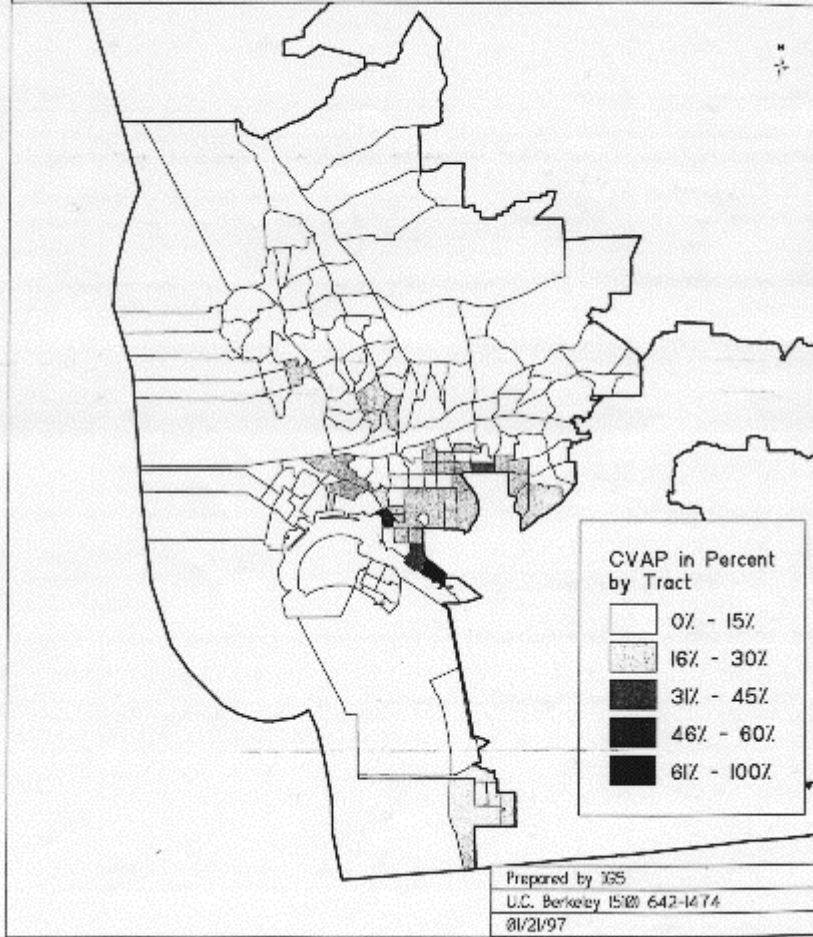 N
CVAP in Percent
by Tract
0% - 15%
16% - 30%
31% - 45%
46% - 60%
61% - 100%
Prepared by IGS
U.C. Berkeley (510) 642-1474
01/21/97